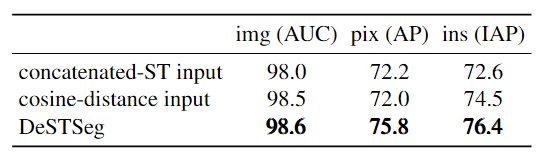 img (AUC) pix (AP) ins (IAP)
concatenated-ST input 98.0 72.2 72.6
cosine-distance input 98.5 72.0 74.5
DeSTSeg 98.6 75.8 76.4